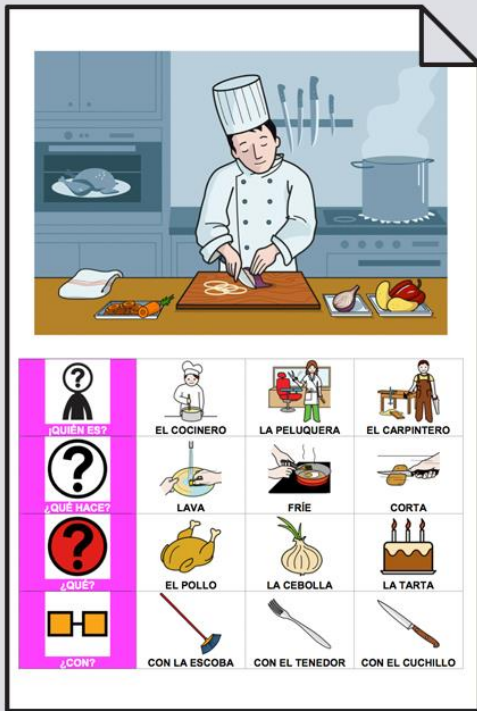 ¡QUIÉN ES? EL COCINERO LA PELUQUERA EL CARPINTERO
¿QUÉ HACE? LAVA FRÍE CORTA
¿QUÉ? EL POLLO LA CEBOLLA LA TARTA
¿CON? CON LA ESCOBA CON EL TENEDOR CON EL CUCHILLO